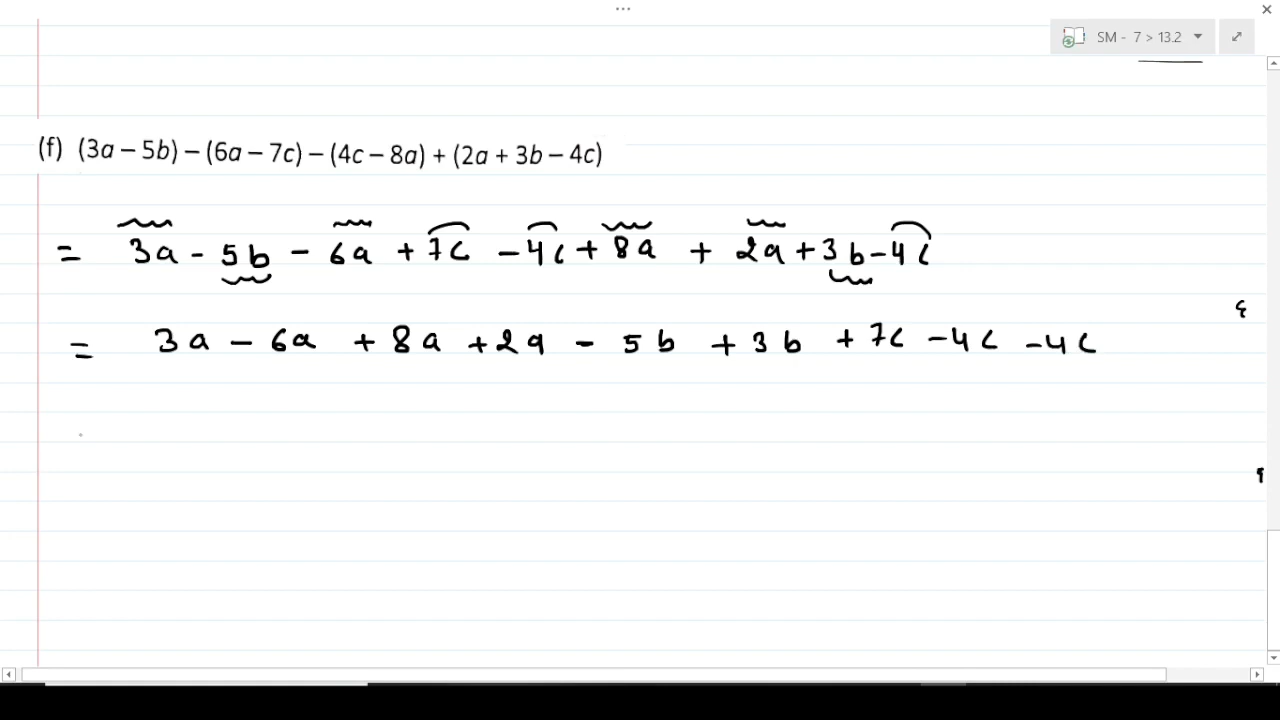 SM - 7 > 13.2
(f) (3a – 5b) – (6a – 7c) – (4c – 8a) + (2a + 3b – 4c)
= 3a - 5b - 6a + 7c - 4c + 8a + 2a + 3b - 4c
= 3a - 6a + 8a + 2a - 5b + 3b + 7c - 4c - 4c